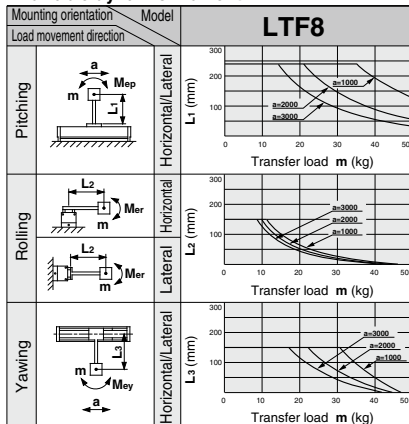 Mounting orientation Model
Load movement direction
LTF8
Pitching
a
Mep
m
L1
Horizontal/Lateral
L1 (mm)
300
200
100
a=1000
a=2000
a=3000
0 10 20 30 40 50
Transfer load m (kg)
Rolling
L2
Mer
m
Horizontal
L2
Mer
m
Lateral
L2 (mm)
300
200
100
a=3000
a=2000
a=1000
0 10 20 30 40 50
Transfer load m (kg)
Yawing
L3
m
Mey
a
Horizontal/Lateral
L3 (mm)
300
200
100
a=3000
a=2000
a=1000
0 10 20 30 40 50
Transfer load m (kg)